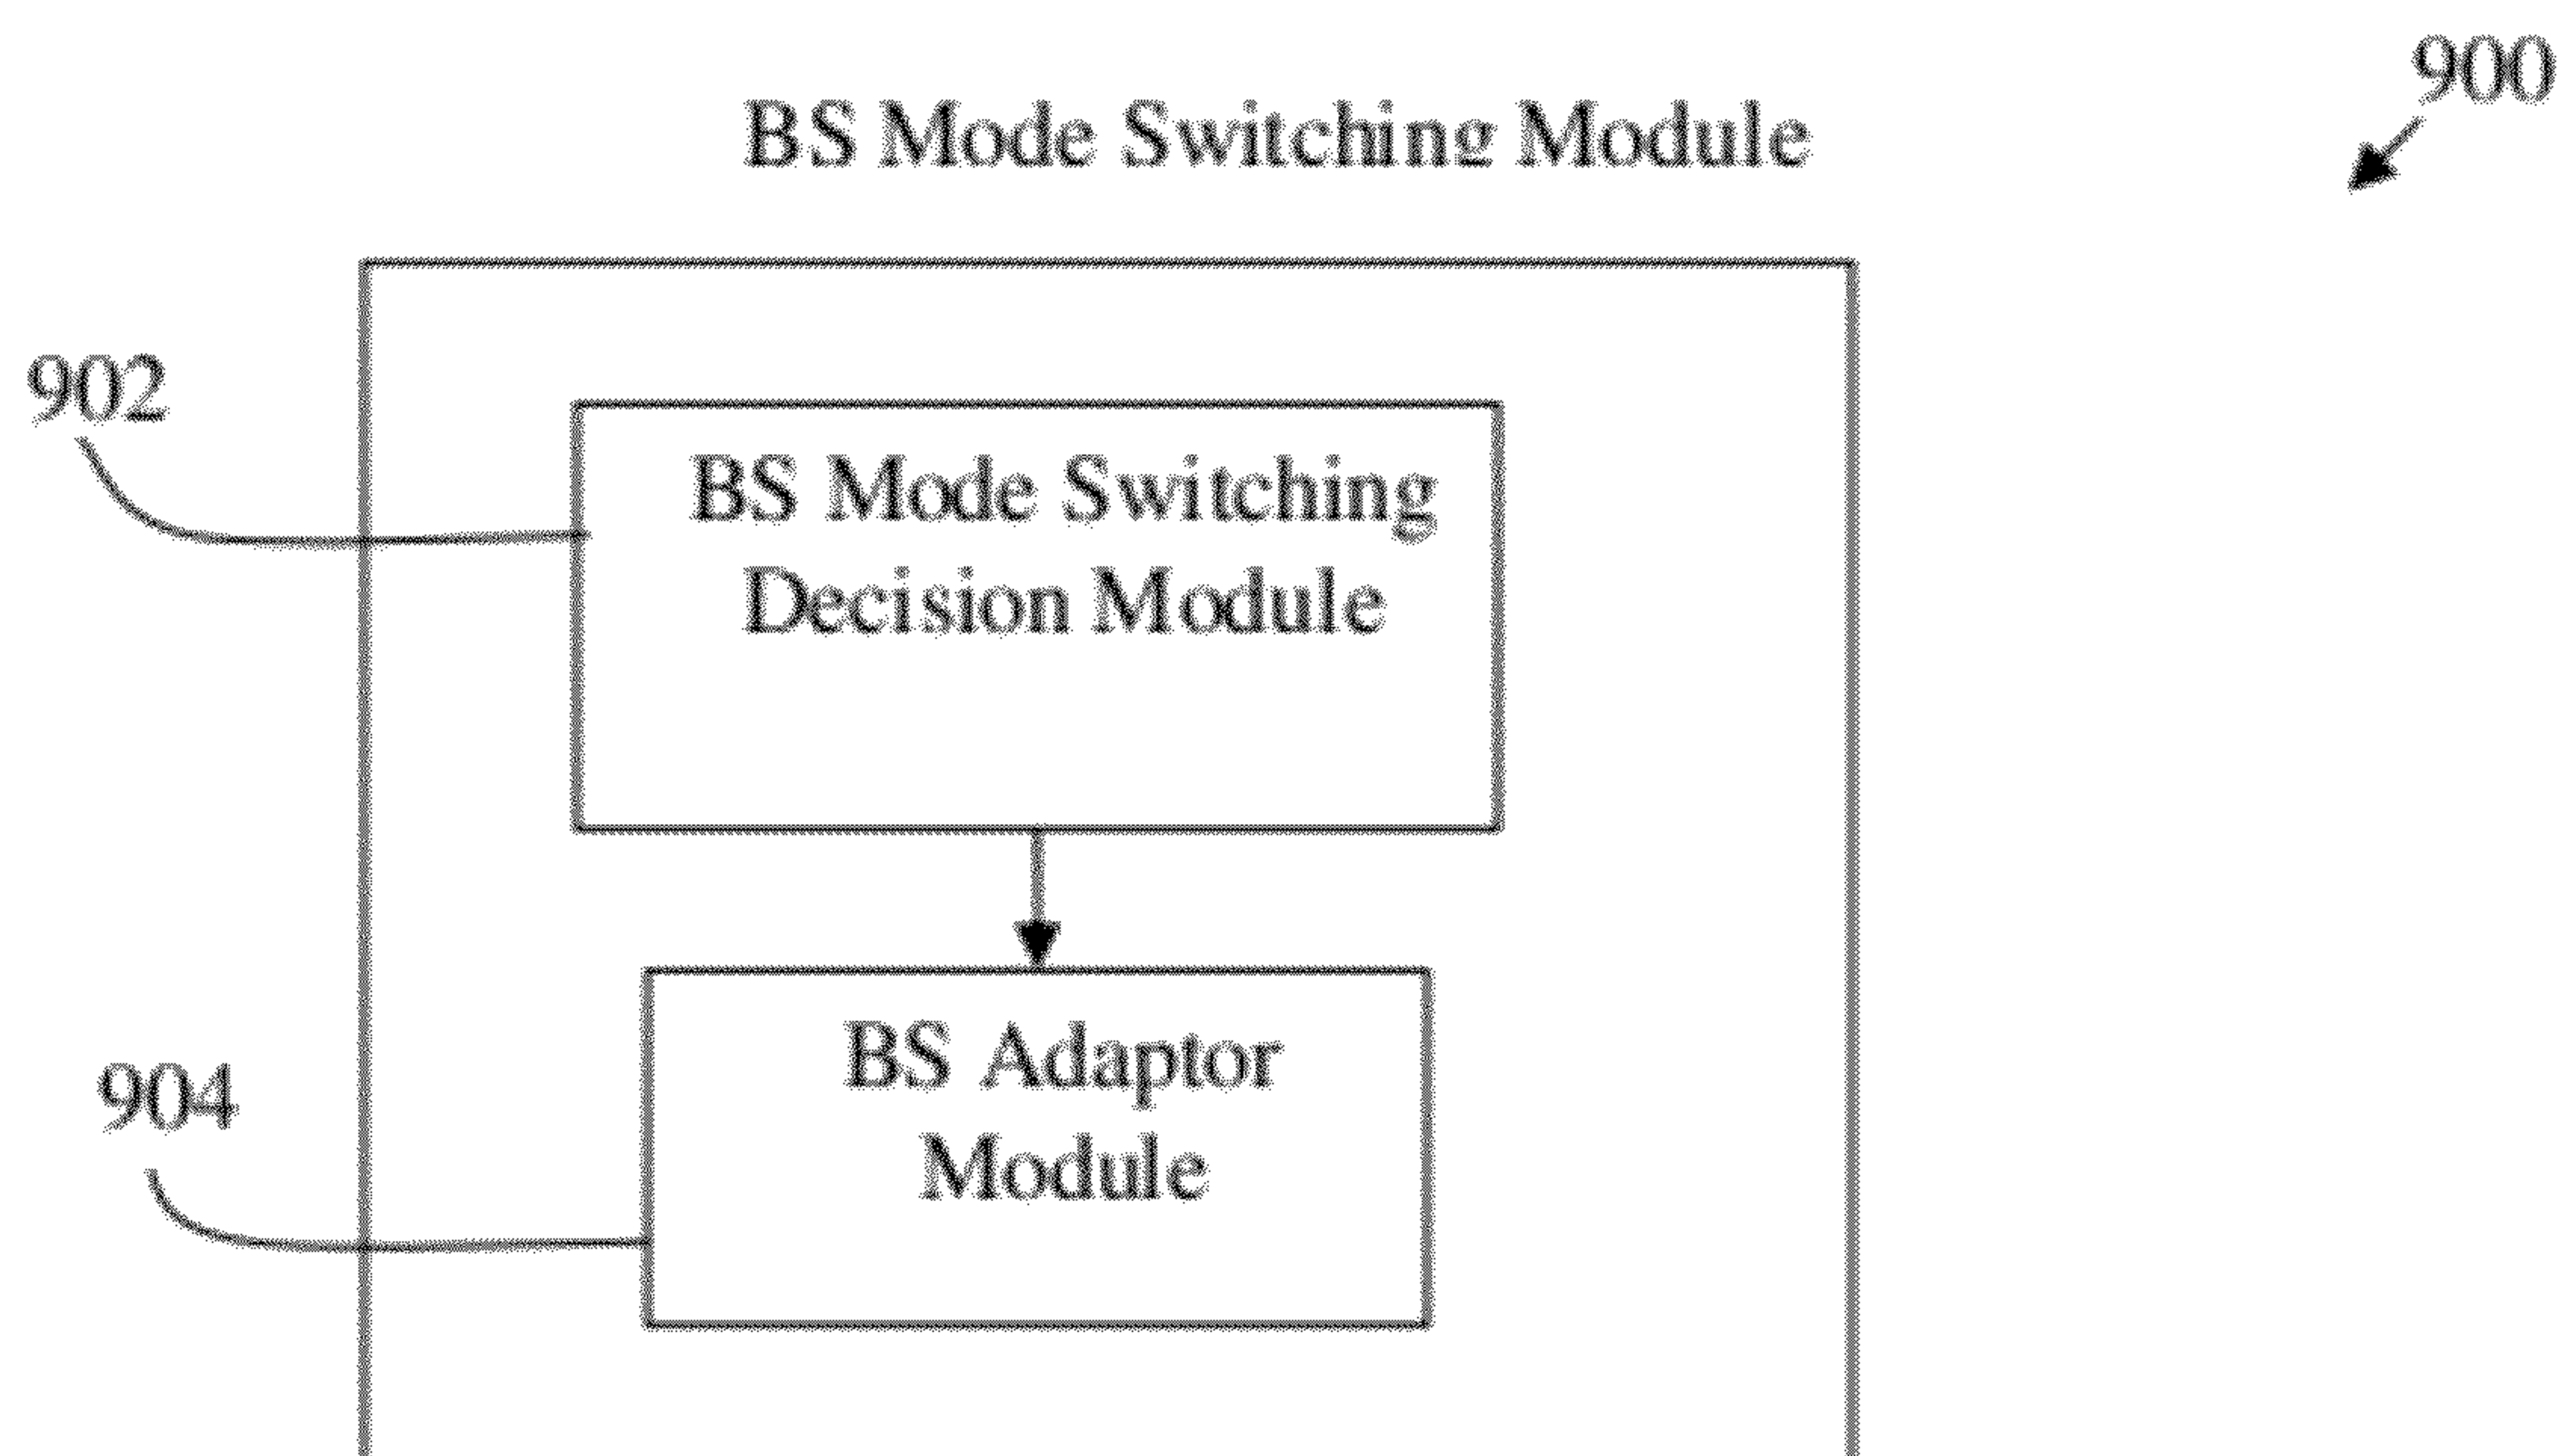 900
BS Mode Switching Module
902
BS Mode Switching
Decision Module
BS Adaptor
Module
904